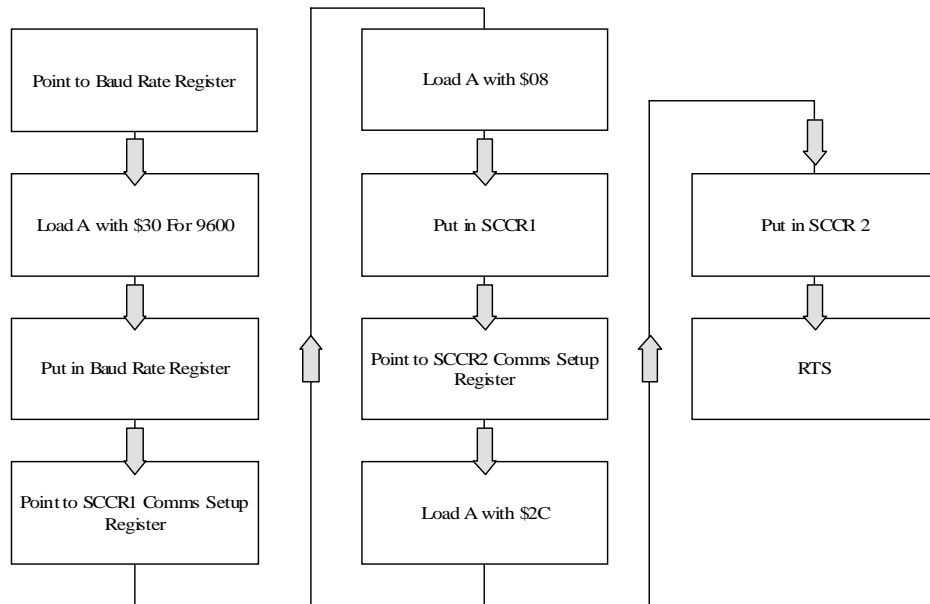 Point to Baud Rate Register
Load A with $30 For 9600
Put in Baud Rate Register
Point to SCCR1 Comms Setup
Register
Load A with $08
Put in SCCR1
Point to SCCR2 Comms Setup
Register
Load A with $2C
Put in SCCR 2
RTS